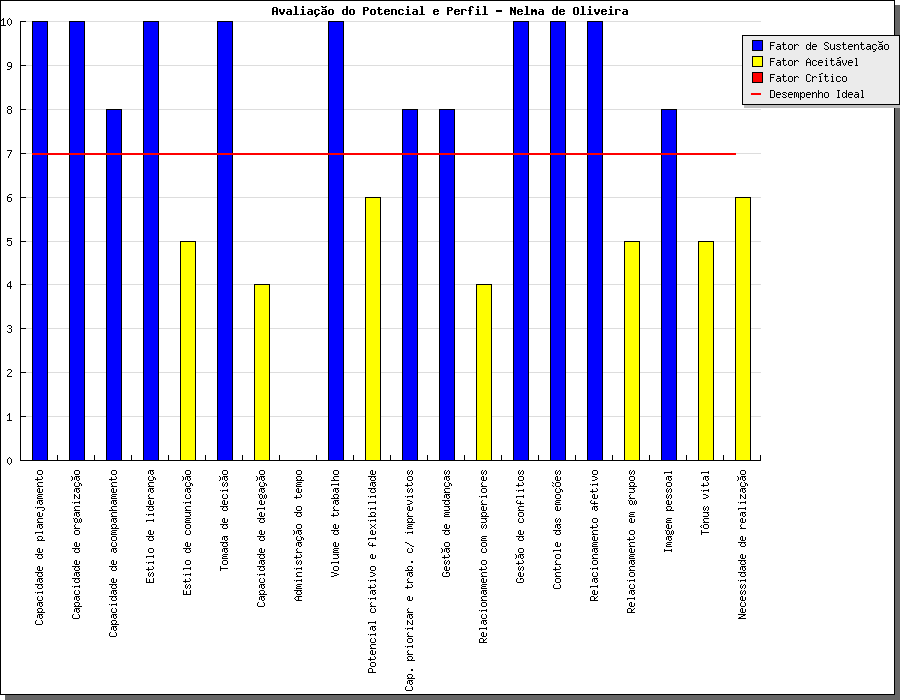 Avaliação do Potencial e Perfil - Nelma de Oliveira
Fator de Sustentação
Fator Aceitável
Fator Crítico
Desempenho Ideal
10
9
8
7
6
5
4
3
2
1
0
Capacidade de planejamento
Capacidade de organização
Capacidade de acompanhamento
Estilo de liderança
Estilo de comunicação
Tomada de decisão
Capacidade de delegação
Administração do tempo
Volume de trabalho
Potencial criativo e flexibilidade
Cap. priorizar e trab. c/ imprevistos
Gestão de mudanças
Relacionamento com superiores
Gestão de conflitos
Controle das emoções
Relacionamento afetivo
Relacionamento em grupos
Imagem pessoal
Tônus vital
Necessidade de realização